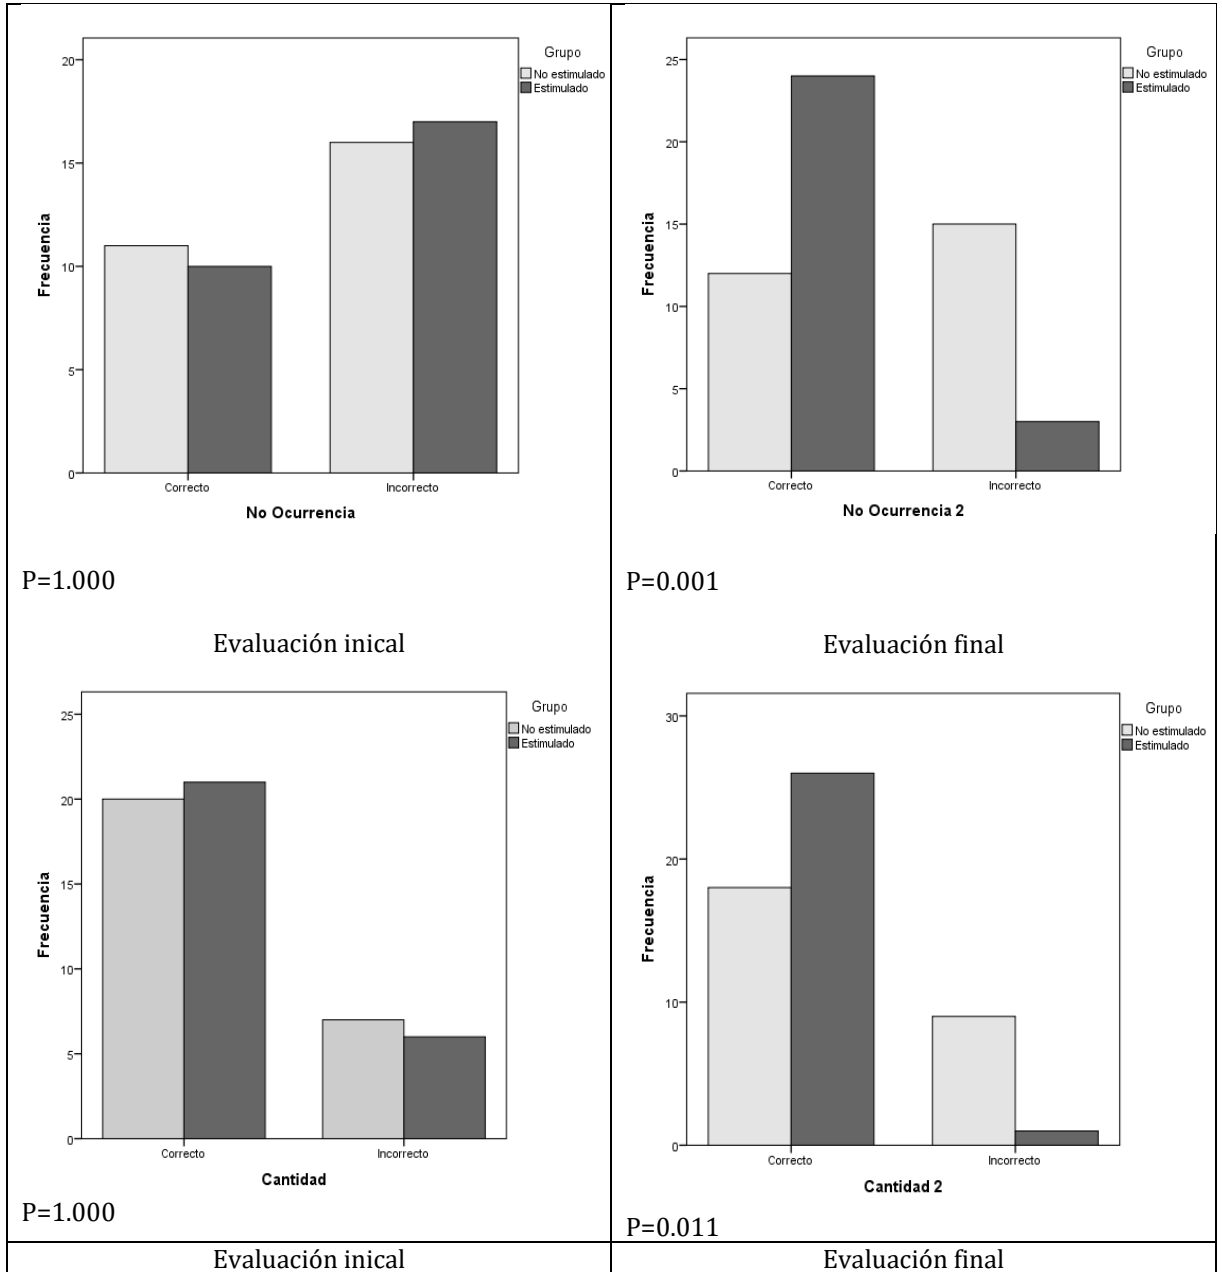 Grupo
No estimulado
Estimulado
20
15
10
5
0
Frecuencia
Correcto
Incorrecto
No Ocurrencia
P=1.000
Evaluación inical
Grupo
No estimulado
Estimulado
25
20
15
10
5
0
Frecuencia
Correcto
Incorrecto
No Ocurrencia 2
P=0.001
Evaluación final
Grupo
No estimulado
Estimulado
25
20
15
10
5
0
Frecuencia
Correcto
Incorrecto
Cantidad
P=1.000
Evaluación inical
Grupo
No estimulado
Estimulado
30
20
10
0
Frecuencia
Correcto
Incorrecto
Cantidad 2
P=0.011
Evaluación final